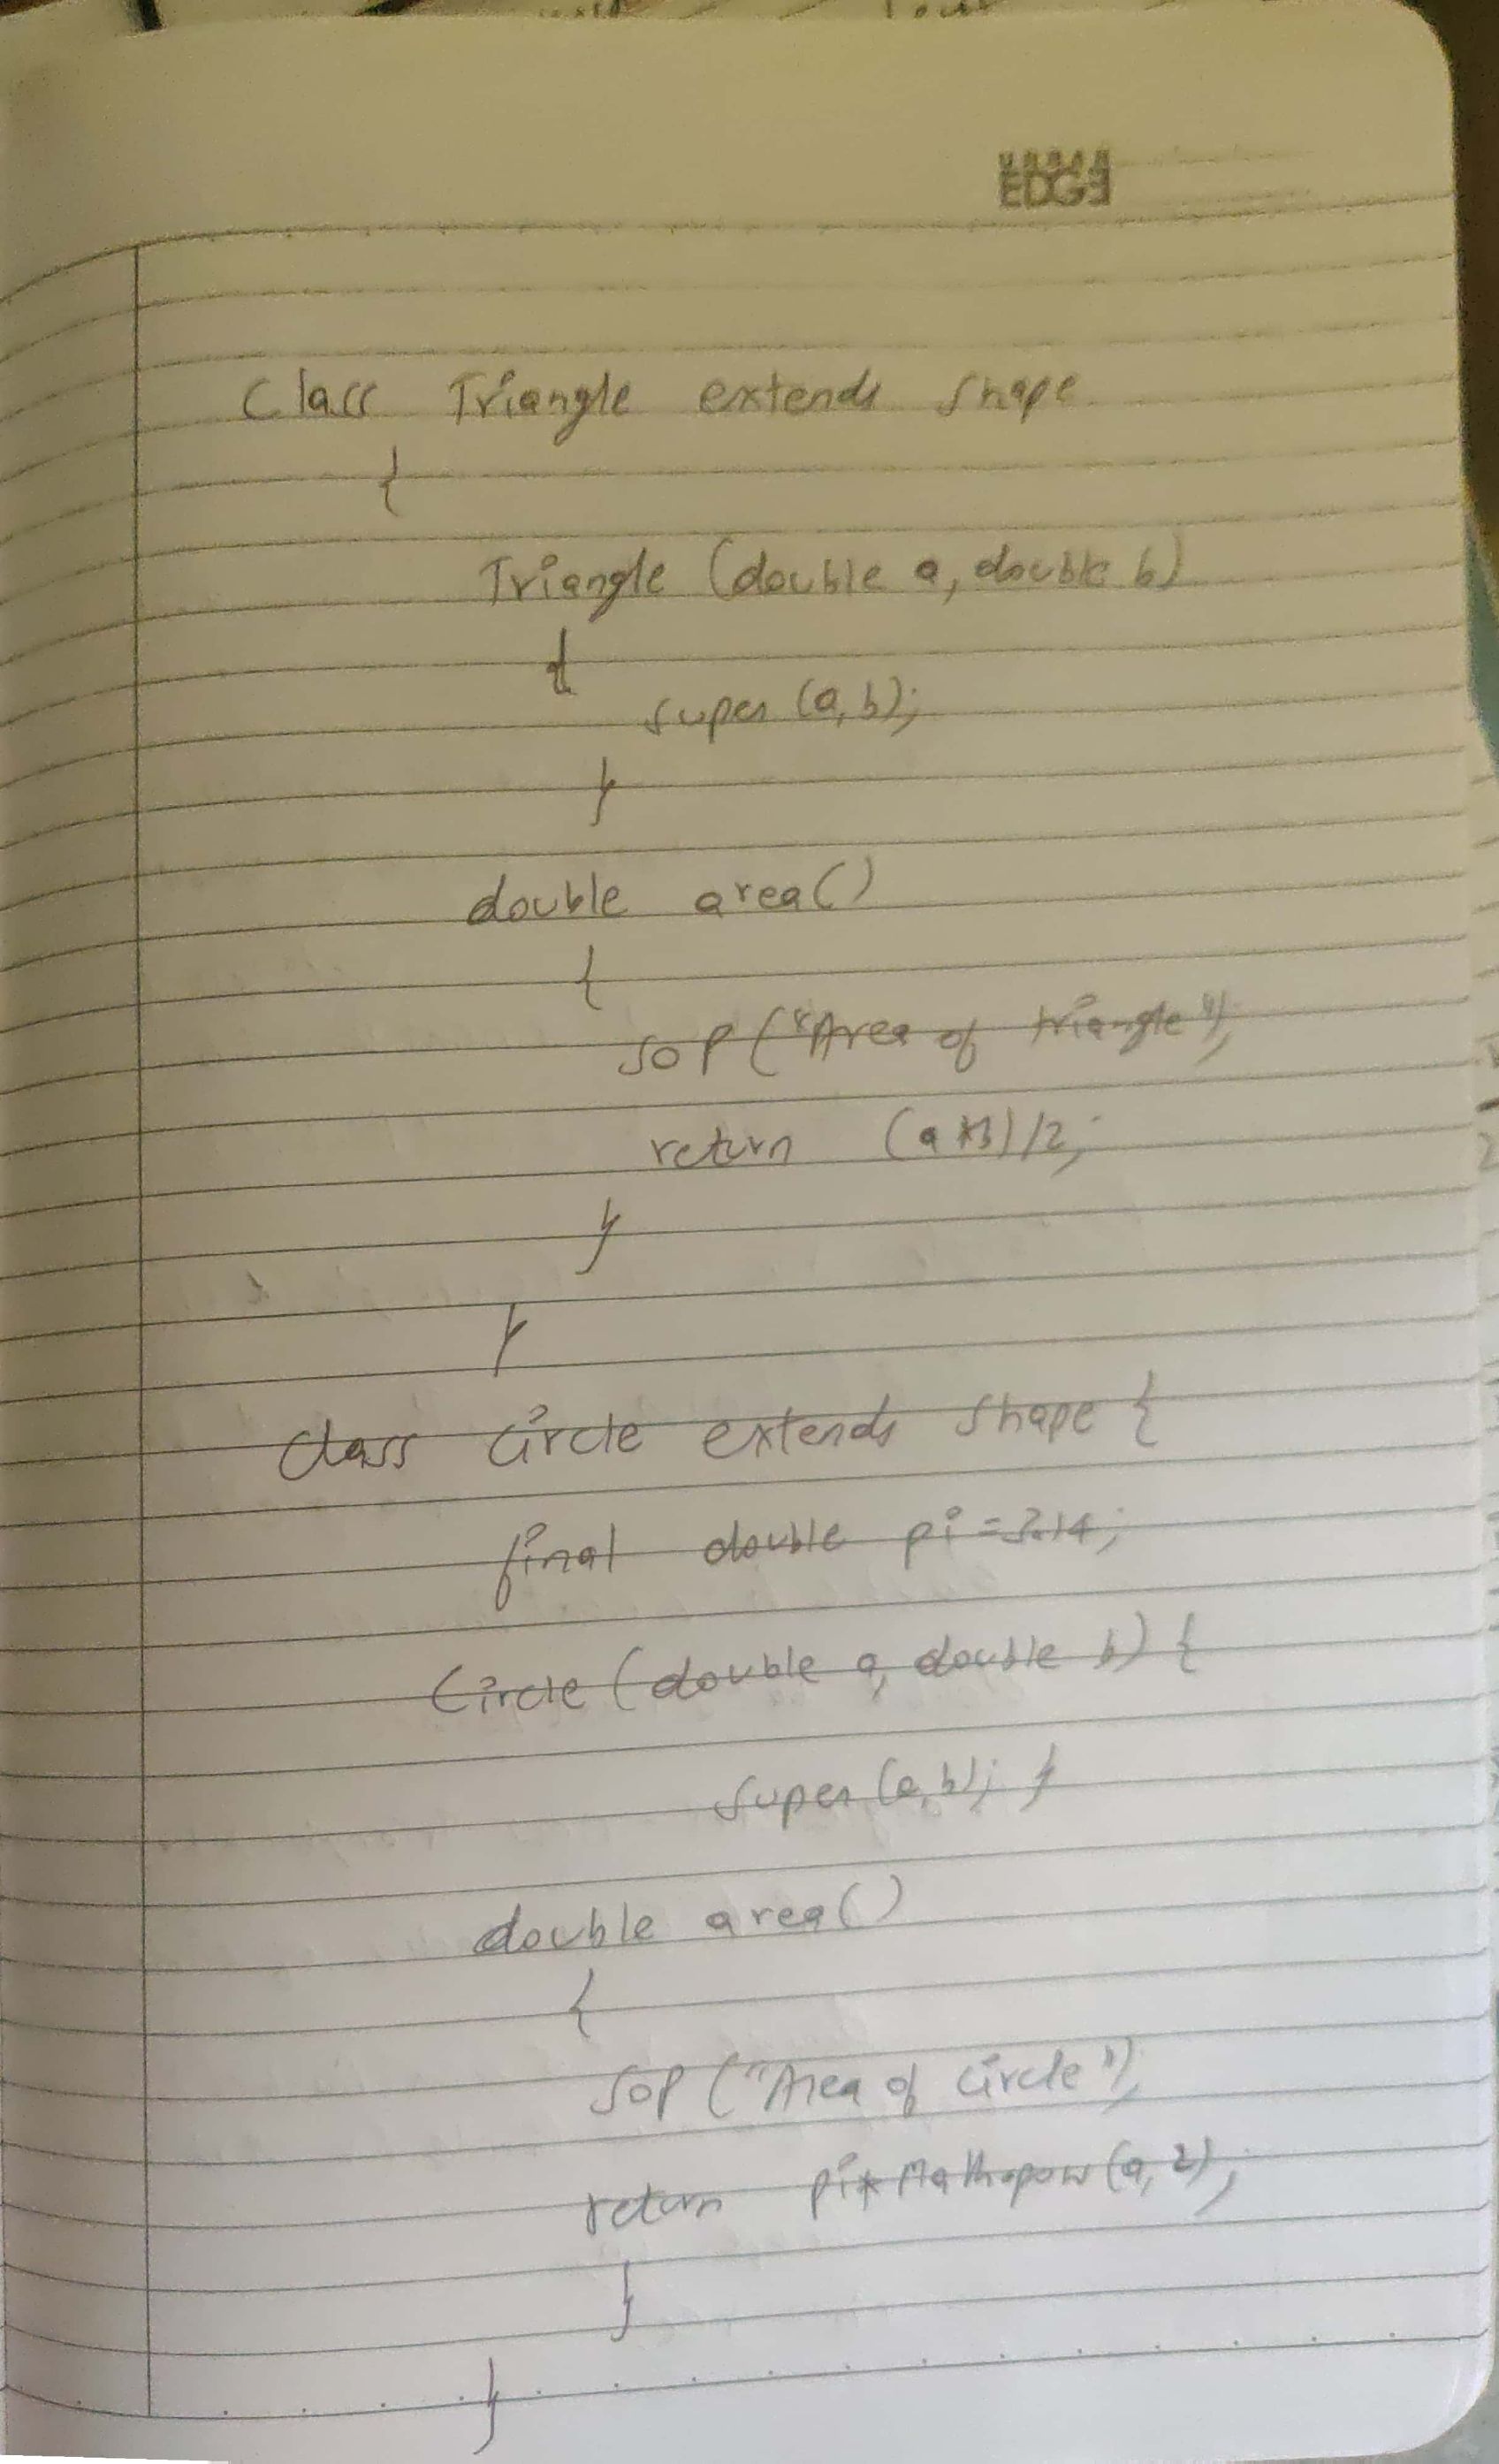 EDGE
Class Triangle extends shape
{
Triangle (double a, double b)
{
super (a, b);
}
double area()
{
SOP ("Area of triangle");
return (a*b)/2;
}
}
class Circle extends shape {
final double pi = 3.14;
Circle (double a, double b) {
super (a, b); }
double area()
{
SOP ("Area of circle");
return pi* Math.pow (a, 2);
}
}